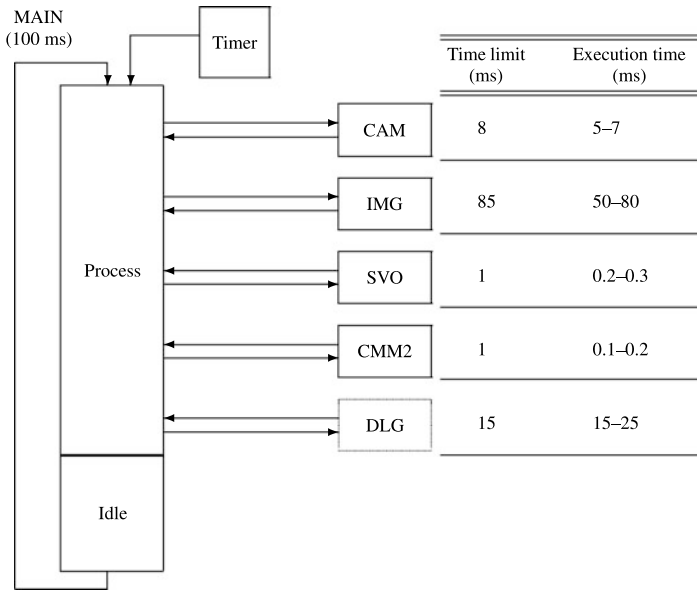 MAIN
(100 ms)
Timer
Time limit
(ms)
Execution time
(ms)
CAM
8
5–7
IMG
85
50–80
Process
SVO
1
0.2–0.3
CMM2
1
0.1–0.2
DLG
15
15–25
Idle